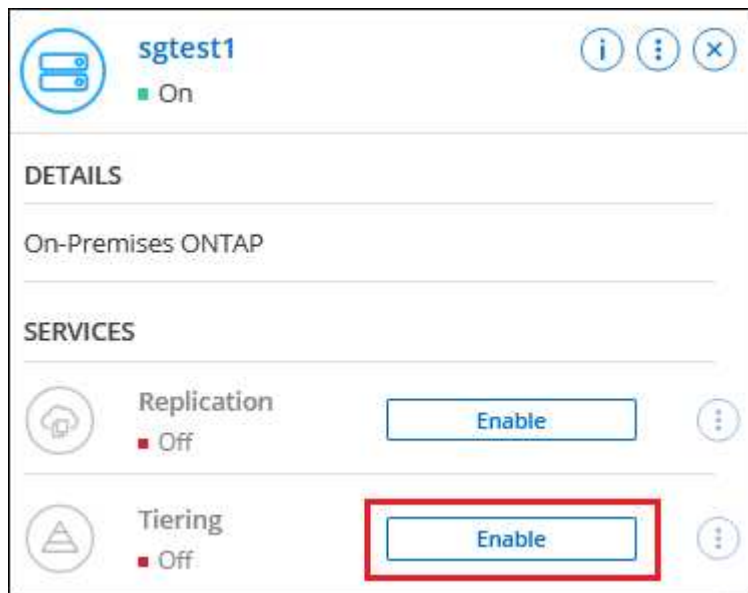 sgtest1
On
DETAILS
On-Premises ONTAP
SERVICES
Replication
Off
Enable
Tiering
Off
Enable